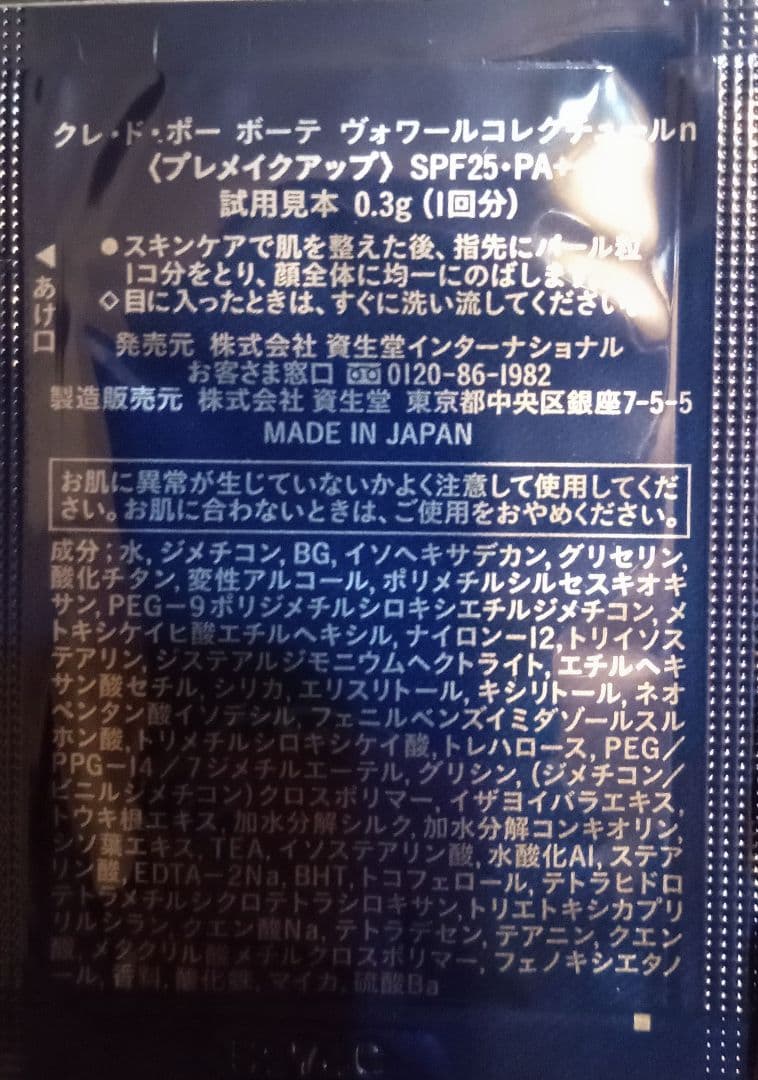 クレ・ド・ポー ボーテ ヴォワールコレクチュールn
〈プレメイクアップ〉 SPF25・PA+
試用見本 0.3g (1回分)
●スキンケアで肌を整えた後、指先にパール粒
1コ分をとり、顔全体に均一にのばします。
◇目に入ったときは、すぐに洗い流してください。
◀あけ口
発売元 株式会社 資生堂インターナショナル
お客さま窓口 0120-86-1982
製造販売元 株式会社 資生堂 東京都中央区銀座7-5-5
MADE IN JAPAN
お肌に異常が生じていないかよく注意して使用してくだ
さい。お肌に合わないときは、ご使用をおやめください。
成分；水, ジメチコン, BG, イソヘキサデカン, グリセリン,
酸化チタン, 変性アルコール, ポリメチルシルセスキオキ
サン, PEG-9ポリジメチルシロキシエチルジメチコン, メ
トキシケイヒ酸エチルヘキシル, ナイロン-12, トリイソス
テアリン, ジステアルジモニウムヘクトライト, エチルヘキ
サン酸セチル, シリカ, エリスリトール, キシリトール, ネオ
ペンタン酸イソデシル, フェニルベンズイミダゾールスル
ホン酸, トリメチルシロキシケイ酸, トレハロース, PEG/
PPG-14/7ジメチルエーテル, グリシン, (ジメチコン/
ビニルジメチコン)クロスポリマー, イザヨイバラエキス,
トウキ根エキス, 加水分解シルク, 加水分解コンキオリン,
シソ葉エキス, TEA, イソステアリン酸, 水酸化Al, ステア
リン酸, EDTA-2Na, BHT, トコフェロール, テトラヒドロ
テトラメチルシクロテトラシロキサン, トリエトキシカプリ
リルシラン, クエン酸Na, テトラデセン, テアニン, クエン
酸, メタクリル酸メチルクロスポリマー, フェノキシエタノ
ール, 香料, 酸化鉄, マイカ, 硫酸Ba